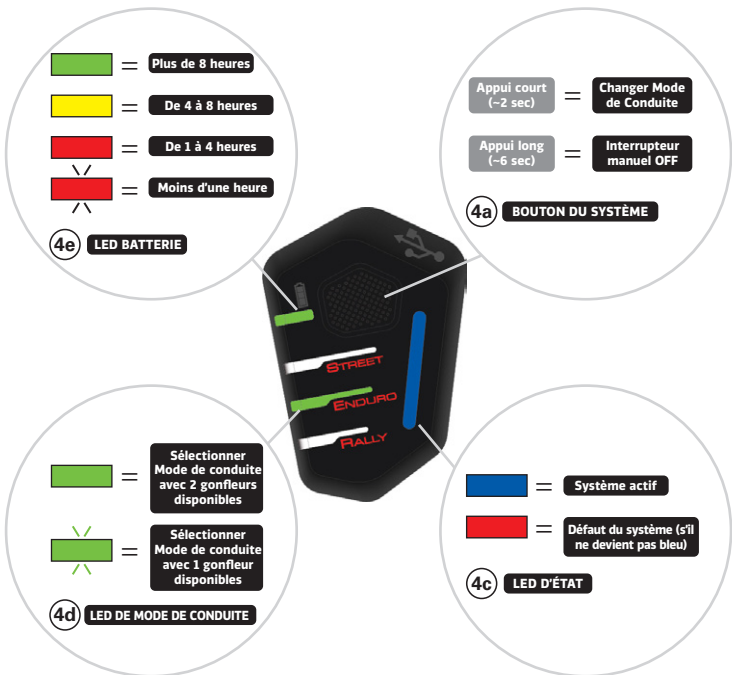 Plus de 8 heures
De 4 à 8 heures
De 1 à 4 heures
Moins d'une heure
4e LED BATTERIE
Appui court
(~2 sec)
Changer Mode
de Conduite
Appui long
(~6 sec)
Interrupteur
manuel OFF
4a BOUTON DU SYSTÈME
STREET
ENDURO
RALLY
Sélectionner
Mode de conduite
avec 2 gonfleurs
disponibles
Sélectionner
Mode de conduite
avec 1 gonfleur
disponibles
4d LED DE MODE DE CONDUITE
Système actif
Défaut du système (s'il
ne devient pas bleu)
4c LED D'ÉTAT